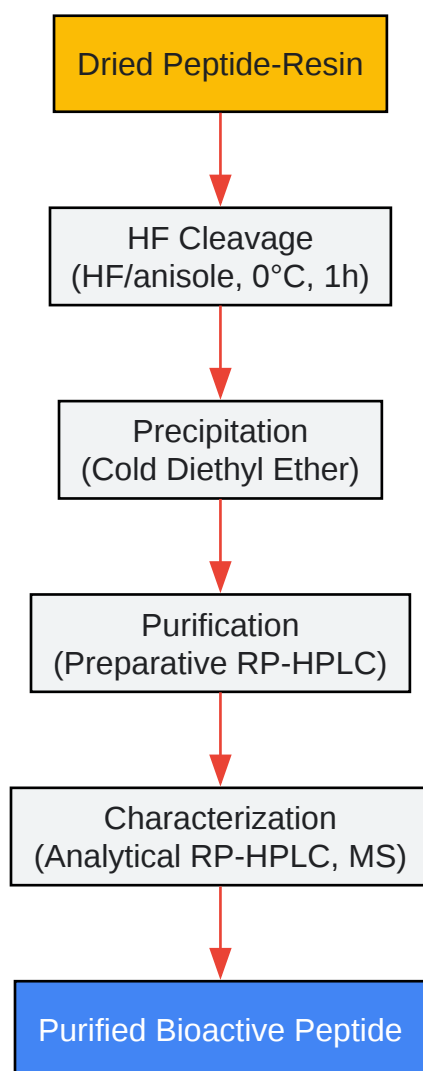 Dried Peptide-Resin
HF Cleavage
(HF/anisole, 0°C, 1h)
Precipitation
(Cold Diethyl Ether)
Purification
(Preparative RP-HPLC)
Characterization
(Analytical RP-HPLC, MS)
Purified Bioactive Peptide